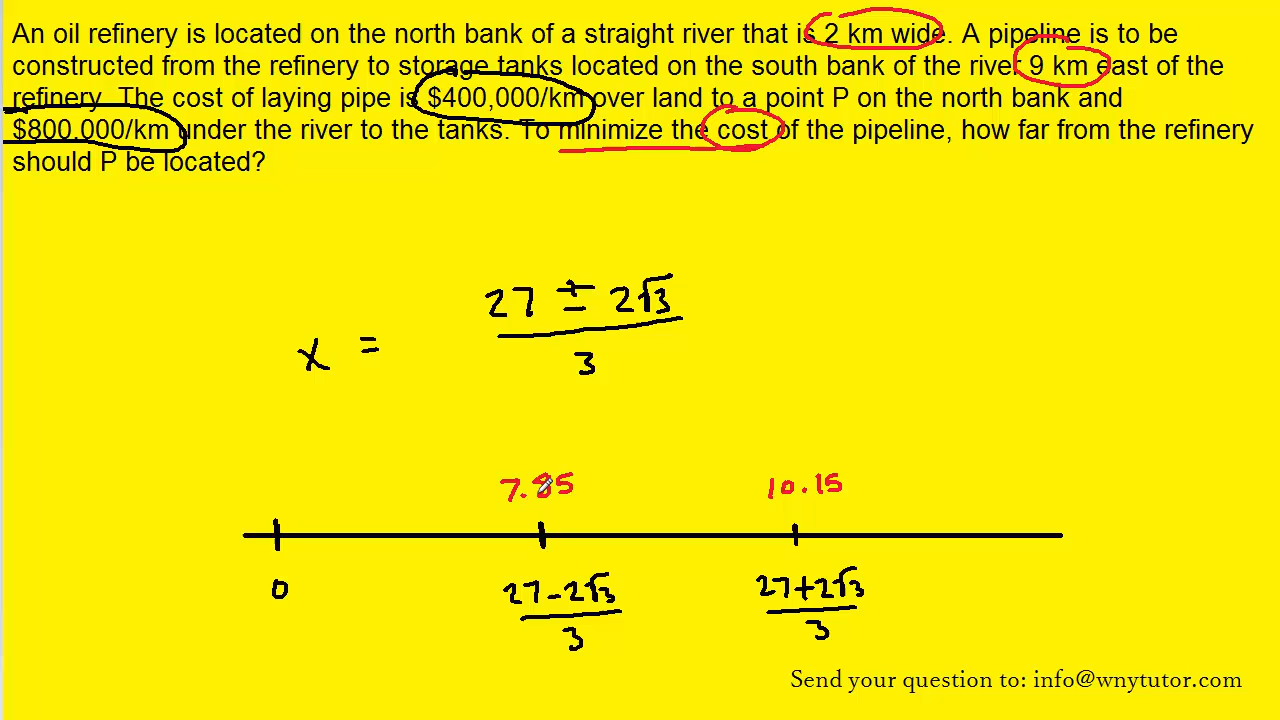 An oil refinery is located on the north bank of a straight river that is 2 km wide. A pipeline is to be
constructed from the refinery to storage tanks located on the south bank of the river 9 km east of the
refinery. The cost of laying pipe is $400,000/km over land to a point P on the north bank and
$800,000/km under the river to the tanks. To minimize the cost of the pipeline, how far from the refinery
should P be located?
x = (27 ± 2√3)/3
7.85 10.15
0 (27-2√3)/3 (27+2√3)/3
Send your question to: info@wnytutor.com